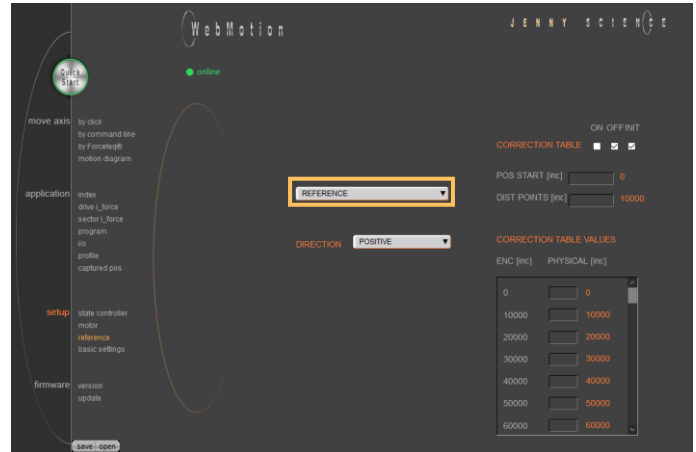 WebMotion
JENNY SCIENCE
Quick
Start
online
move axis
by click
by command line
by Forceteq®
motion diagram
application
index
drive i_force
sector i_force
program
i/o
profile
captured pos
setup
state controller
motor
reference
basic settings
firmware
version
update
save open
REFERENCE
DIRECTION POSITIVE
ON OFF INIT
CORRECTION TABLE
POS START [inc] 0
DIST POINTS [inc] 10000
CORRECTION TABLE VALUES
ENC [inc] PHYSICAL [inc]
0 0
10000 10000
20000 20000
30000 30000
40000 40000
50000 50000
60000 60000